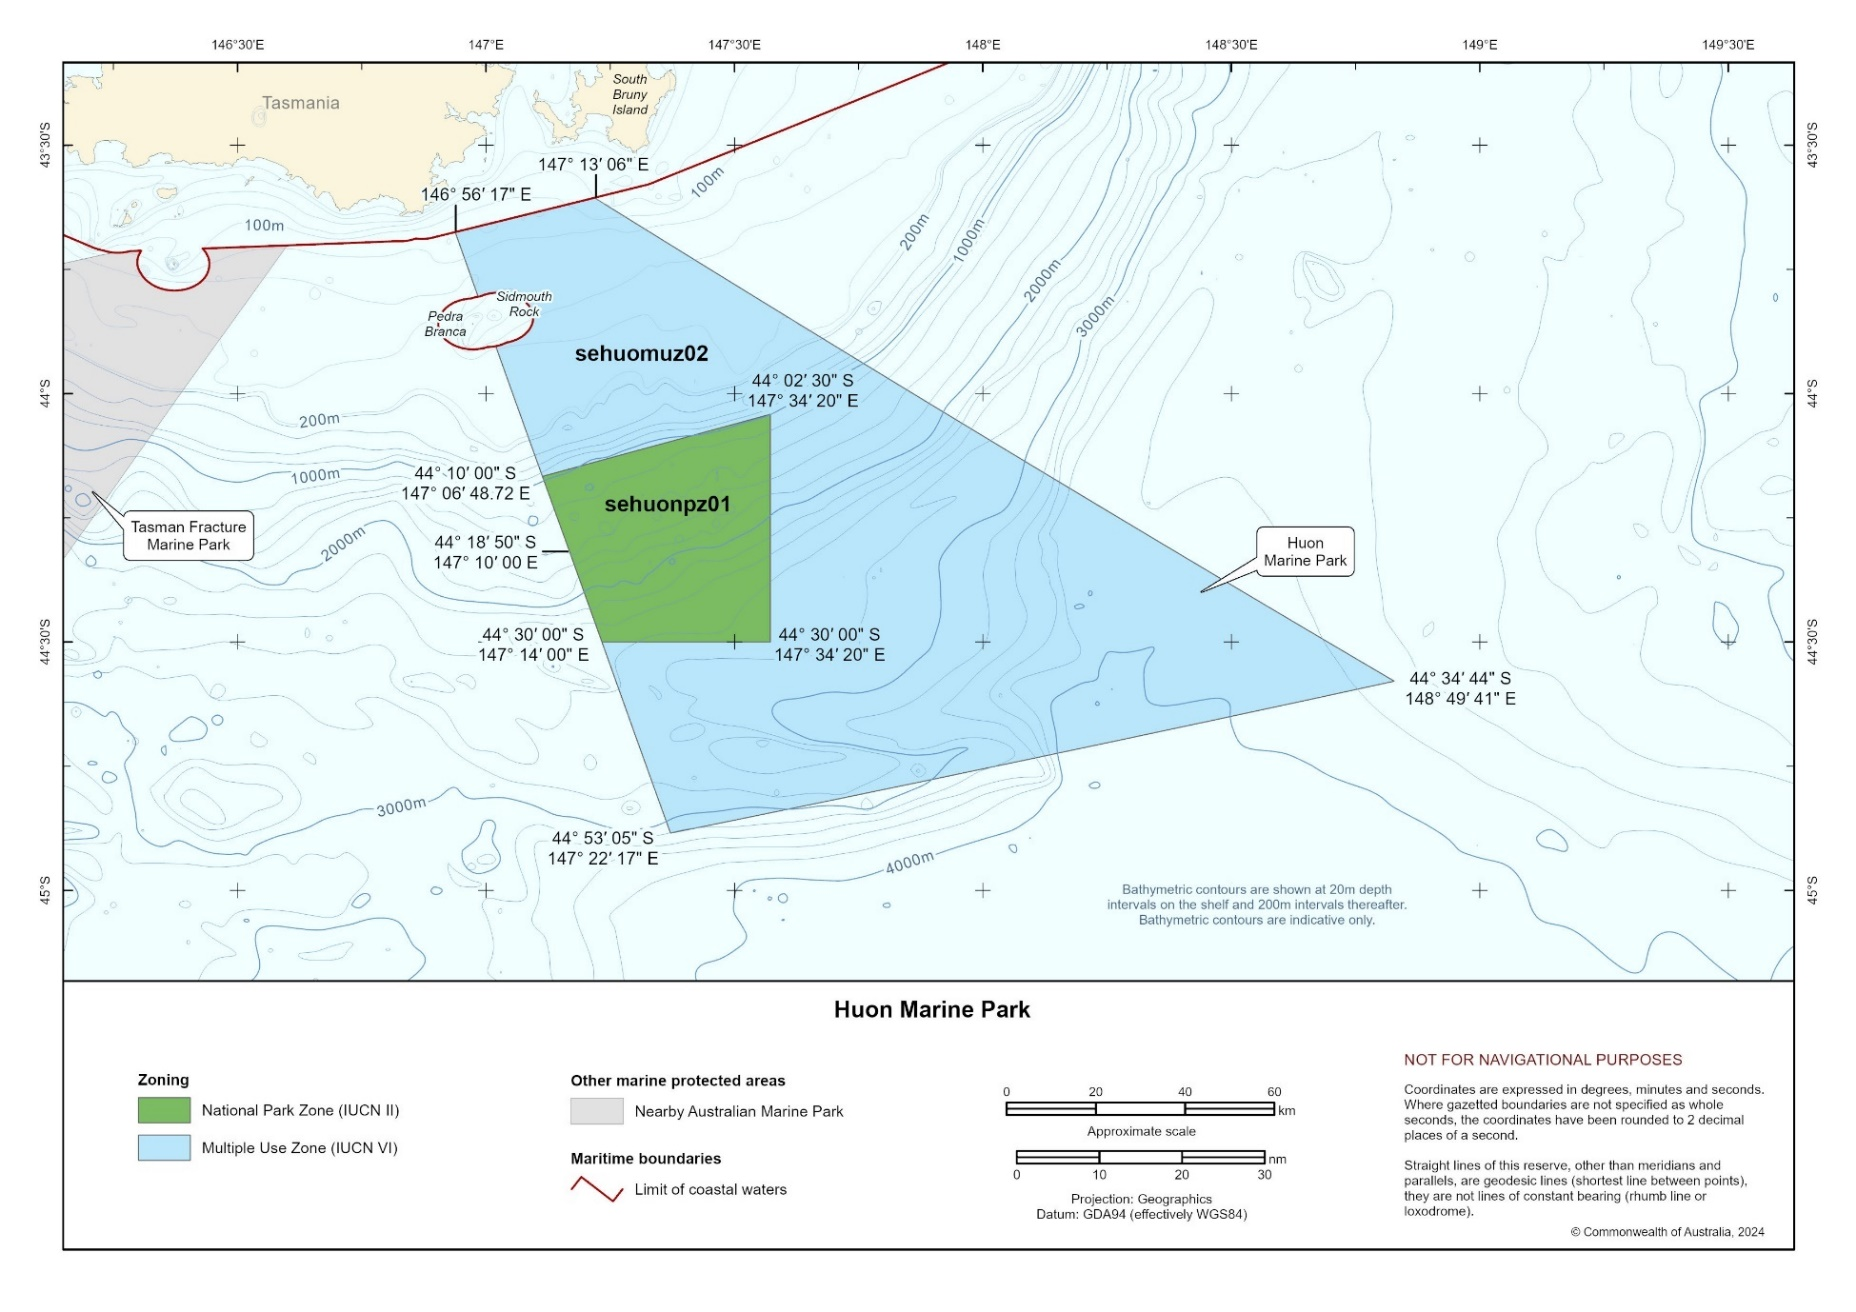 146°30'E
147°E
147°30'E
148°E
148°30'E
149°E
149°30'E
43°30'S
44°S
44°30'S
45°S
43°30'S
44°S
44°30'S
45°S
Tasmania
South
Bruny
Island
147° 13' 06" E
146° 56' 17" E
100m
100m
200m
1000m
2000m
3000m
Sidmouth
Rock
Pedra
Branca
sehuomuz02
44° 02' 30" S
147° 34' 20" E
200m
1000m
44° 10' 00" S
147° 06' 48.72 E
sehuonpz01
Tasman Fracture
Marine Park
2000m
44° 18' 50" S
147° 10' 00 E
Huon
Marine Park
44° 30' 00" S
147° 14' 00" E
44° 30' 00" S
147° 34' 20" E
44° 34' 44" S
148° 49' 41" E
3000m
44° 53' 05" S
147° 22' 17" E
4000m
Bathymetric contours are shown at 20m depth
intervals on the shelf and 200m intervals thereafter.
Bathymetric contours are indicative only.
Huon Marine Park
Zoning
National Park Zone (IUCN II)
Multiple Use Zone (IUCN VI)
Other marine protected areas
Nearby Australian Marine Park
Maritime boundaries
Limit of coastal waters
0 20 40 60
km
Approximate scale
nm
0 10 20 30
Projection: Geographics
Datum: GDA94 (effectively WGS84)
NOT FOR NAVIGATIONAL PURPOSES
Coordinates are expressed in degrees, minutes and seconds.
Where gazetted boundaries are not specified as whole
seconds, the coordinates have been rounded to 2 decimal
places of a second.
Straight lines of this reserve, other than meridians and
parallels, are geodesic lines (shortest line between points),
they are not lines of constant bearing (rhumb line or
loxodrome).
© Commonwealth of Australia, 2024